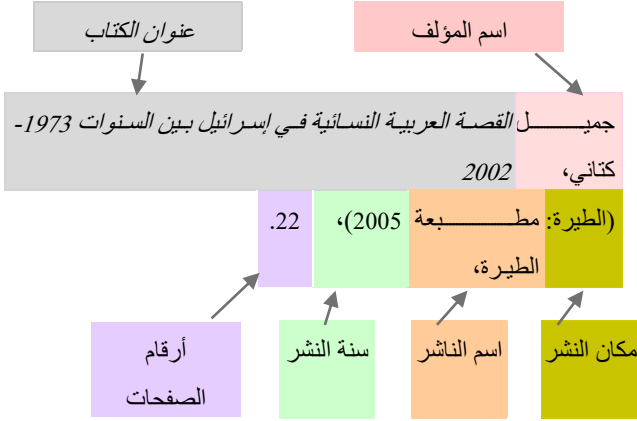 اسم المؤلف
عنوان الكتاب
جميل كتاني،
القصة العربية النسائية في إسرائيل بين السنوات 1973-
2002
(الطيرة:
مطبعة الطيرة،
2005)،
22.
مكان النشر
اسم الناشر
سنة النشر
أرقام
الصفحات